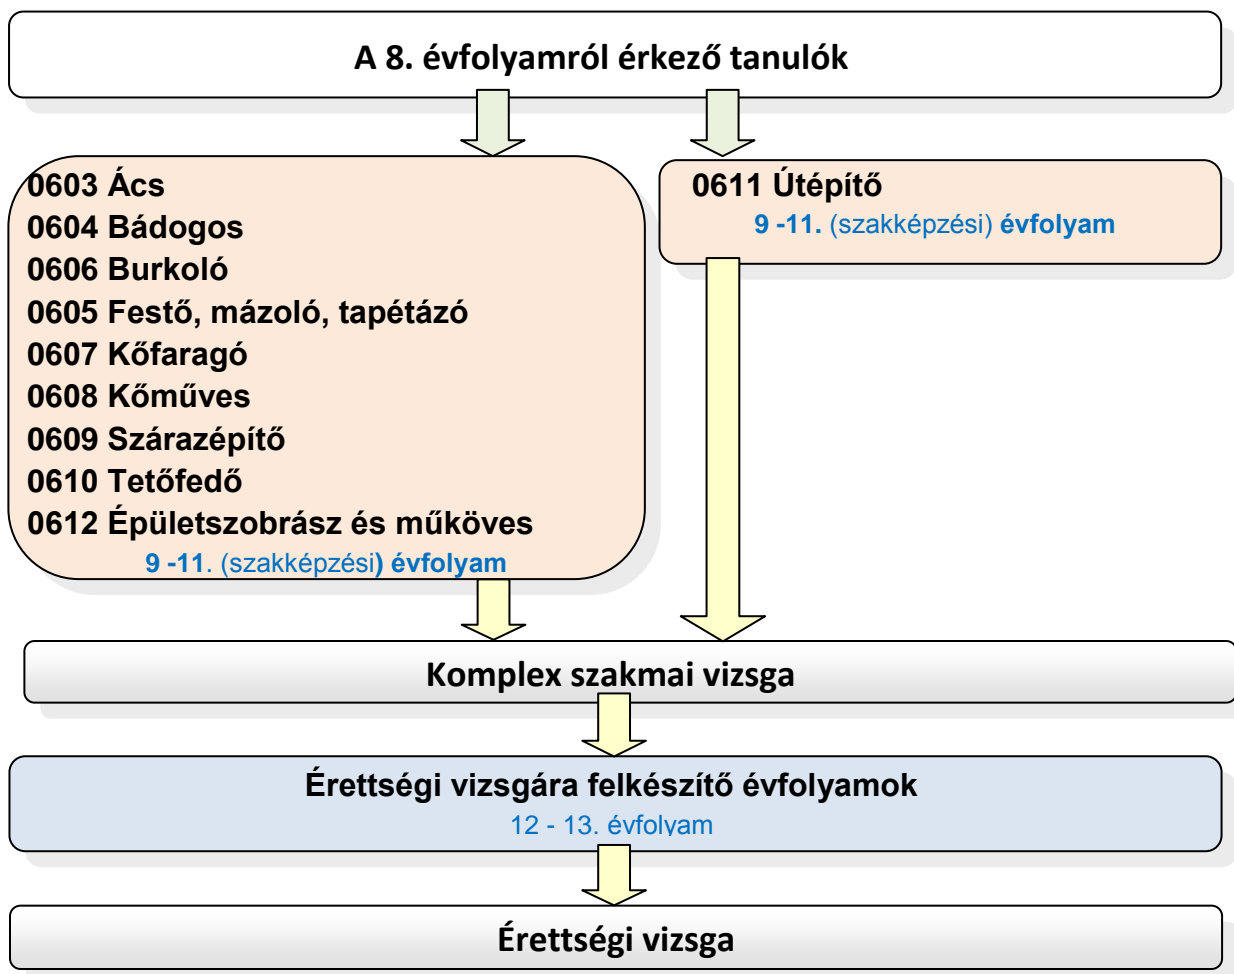 A 8. évfolyamról érkező tanulók
0603 Ács
0604 Bádogos
0606 Burkoló
0605 Festő, mázoló, tapétázó
0607 Kőfaragó
0608 Kőműves
0609 Szárazépítő
0610 Tetőfedő
0612 Épületszobrász és műköves
9 -11. (szakképzési) évfolyam
0611 Útépítő
9 -11. (szakképzési) évfolyam
Komplex szakmai vizsga
Érettségi vizsgára felkészítő évfolyamok
12 - 13. évfolyam
Érettségi vizsga